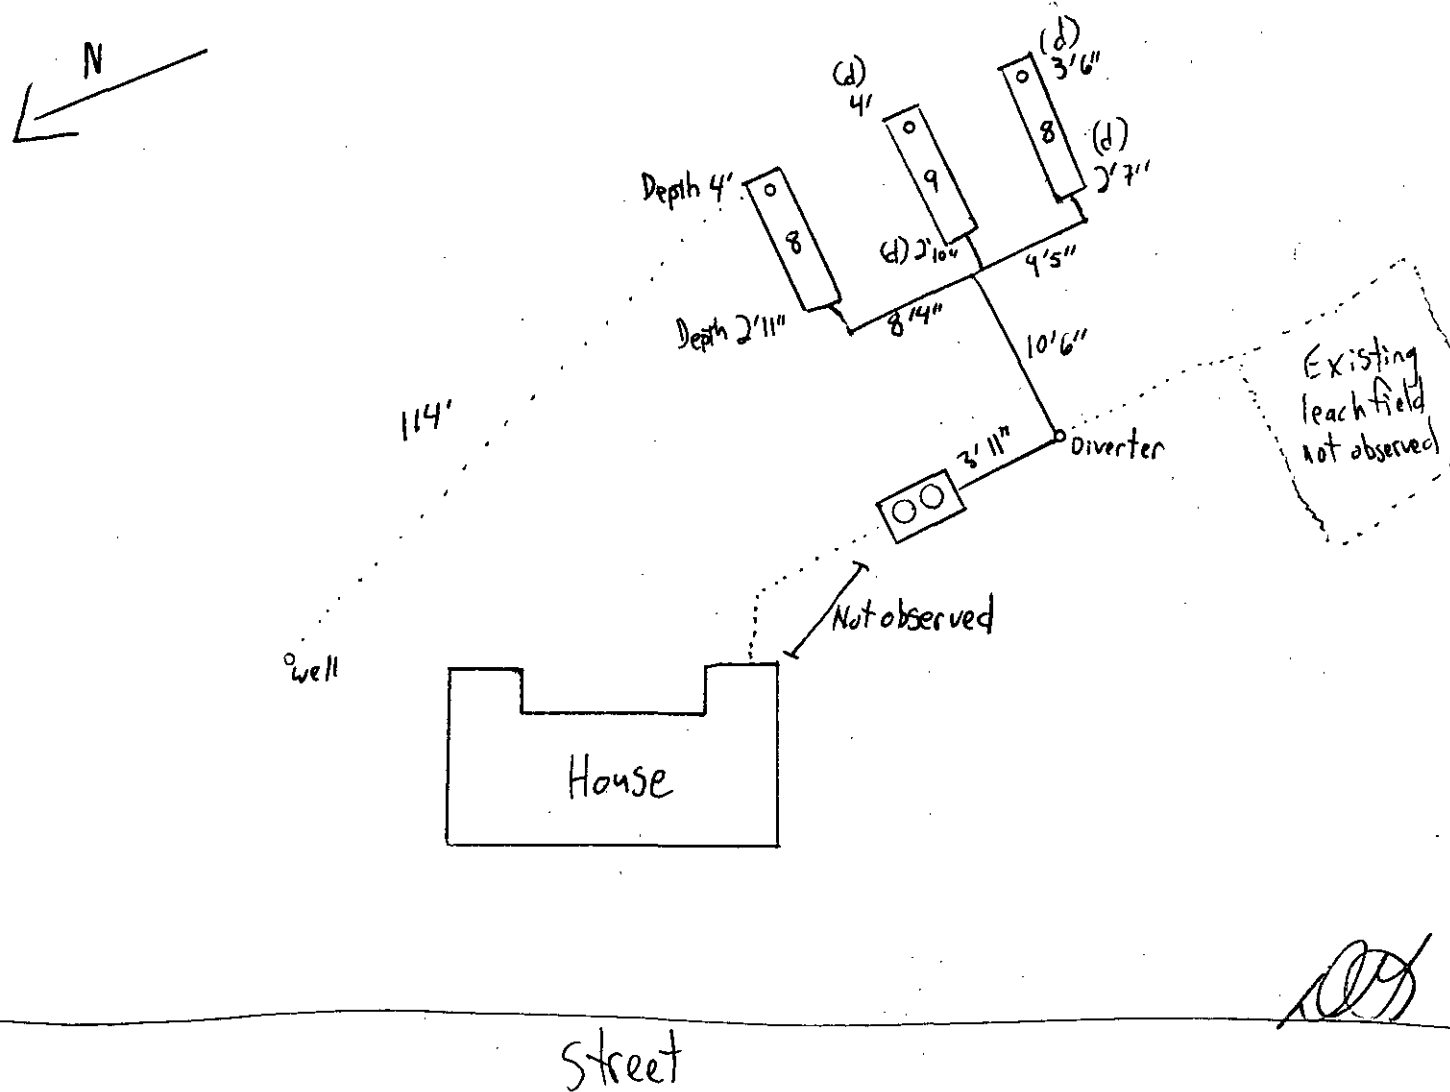 N
(d)
3'6"
(d)
4'
8
(d)
2'7"
9
Depth 4'
8
(d) 2'10"
9'5"
8'4"
Depth 2'11"
10'6"
Existing
leachfield
not observed
114'
3'11"
Diverter
Not observed
well
House
Street